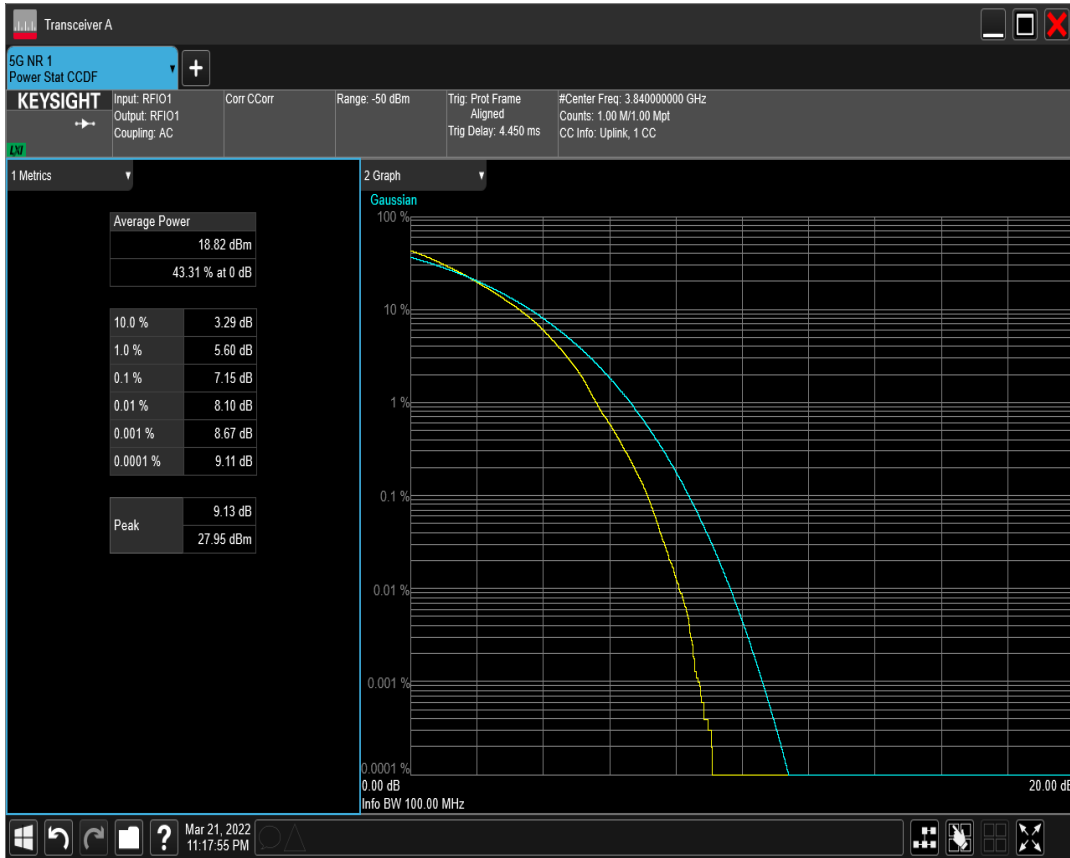 Transceiver A
5G NR 1
Power Stat CCDF
KEYSIGHT
LXI
Input: RFIO1
Output: RFIO1
Coupling: AC
Corr CCorr
Range: -50 dBm
Trig: Prot Frame
Aligned
Trig Delay: 4.450 ms
#Center Freq: 3.840000000 GHz
Counts: 1.00 M/1.00 Mpt
CC Info: Uplink, 1 CC
1 Metrics
Average Power
18.82 dBm
43.31 % at 0 dB
10.0 % 3.29 dB
1.0 % 5.60 dB
0.1 % 7.15 dB
0.01 % 8.10 dB
0.001 % 8.67 dB
0.0001 % 9.11 dB
Peak
9.13 dB
27.95 dBm
2 Graph
Gaussian
100 %
10 %
1 %
0.1 %
0.01 %
0.001 %
0.0001 %
0.00 dB 20.00 dB
Info BW 100.00 MHz
?
Mar 21, 2022
11:17:55 PM